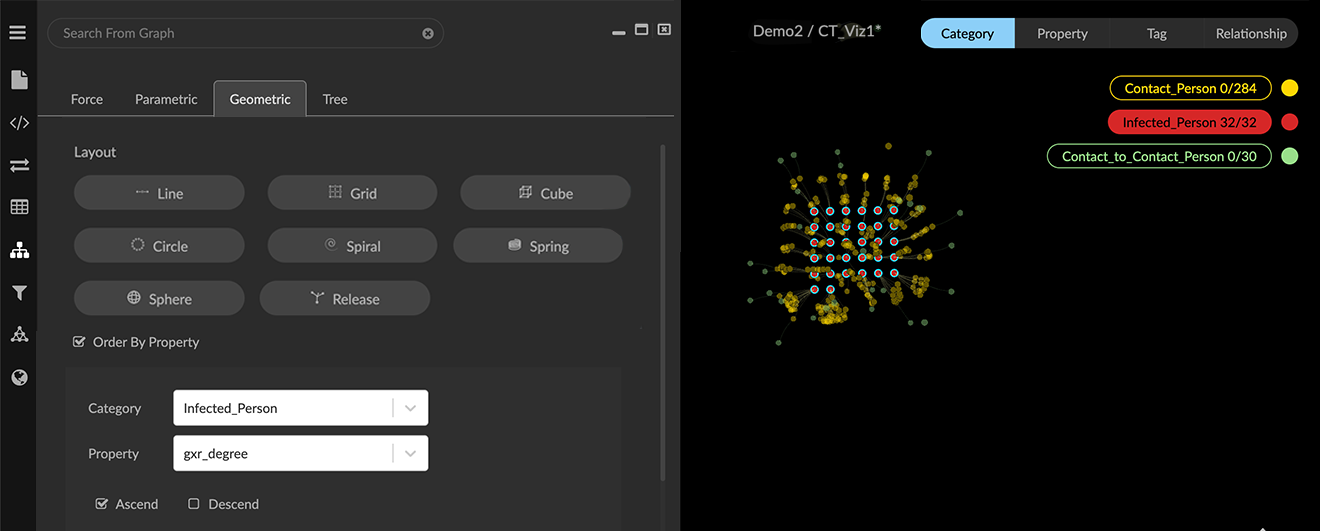 Search From Graph
Force Parametric Geometric Tree
Layout
Line Grid Cube
Circle Spiral Spring
Sphere Release
Order By Property
Category Infected_Person
Property gxr_degree
Ascend Descend
Demo2 / CT_Viz1*
Category Property Tag Relationship
Contact_Person 0/284
Infected_Person 32/32
Contact_to_Contact_Person 0/30